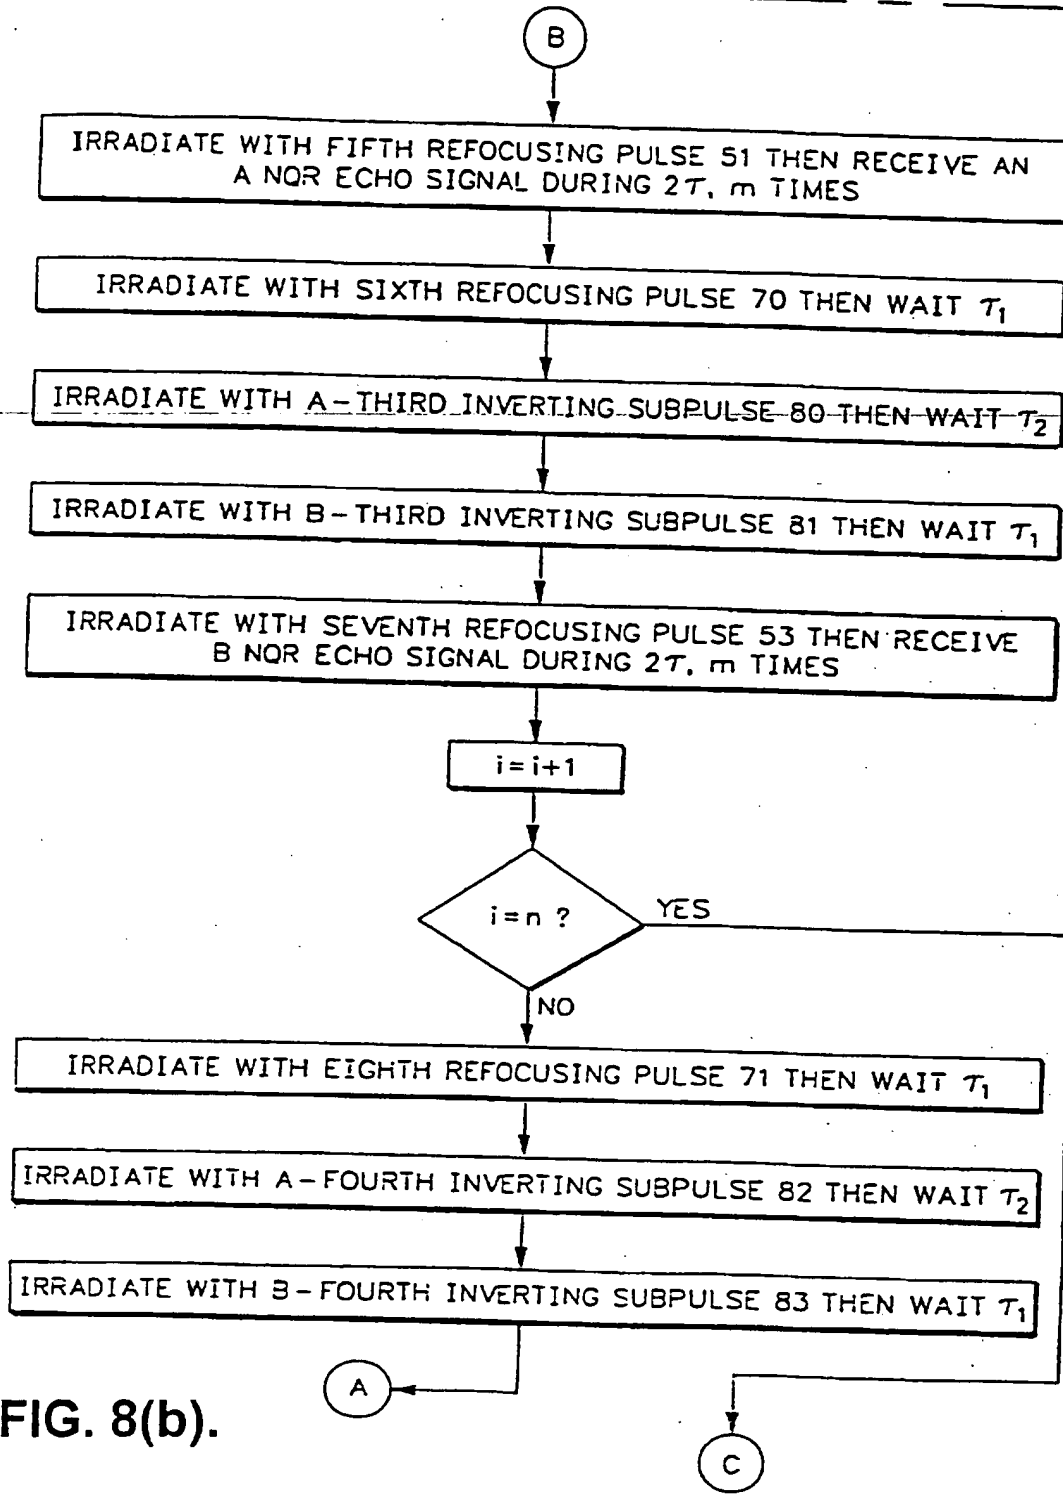 B
IRRADIATE WITH FIFTH REFOCUSING PULSE 51 THEN RECEIVE AN
A NQR ECHO SIGNAL DURING 2τ, m TIMES
IRRADIATE WITH SIXTH REFOCUSING PULSE 70 THEN WAIT τ₁
IRRADIATE WITH A-THIRD INVERTING SUBPULSE 80 THEN WAIT τ₂
IRRADIATE WITH B-THIRD INVERTING SUBPULSE 81 THEN WAIT τ₁
IRRADIATE WITH SEVENTH REFOCUSING PULSE 53 THEN RECEIVE
B NQR ECHO SIGNAL DURING 2τ, m TIMES
i=i+1
i=n ?
YES
NO
IRRADIATE WITH EIGHTH REFOCUSING PULSE 71 THEN WAIT τ₁
IRRADIATE WITH A-FOURTH INVERTING SUBPULSE 82 THEN WAIT τ₂
IRRADIATE WITH B-FOURTH INVERTING SUBPULSE 83 THEN WAIT τ₁
A
FIG. 8(b).
C